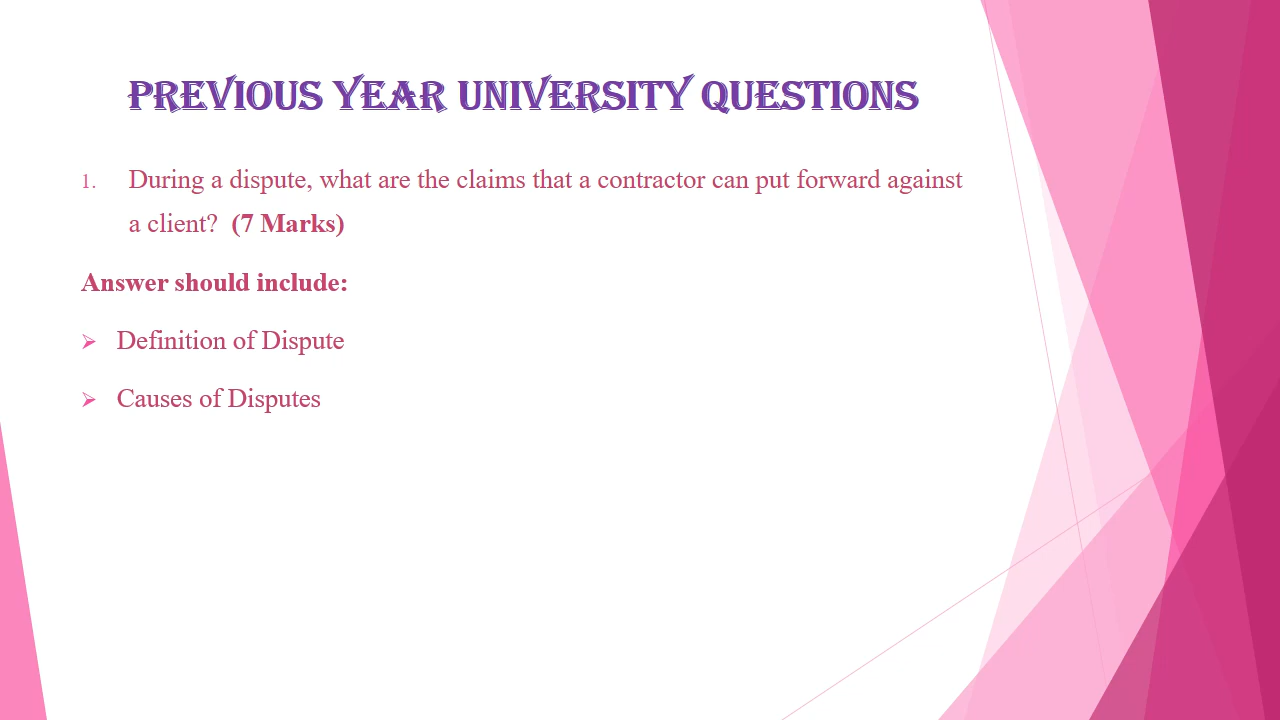 PREVIOUS YEAR UNIVERSITY QUESTIONS
1. During a dispute, what are the claims that a contractor can put forward against
a client? (7 Marks)
Answer should include:
➢ Definition of Dispute
➢ Causes of Disputes